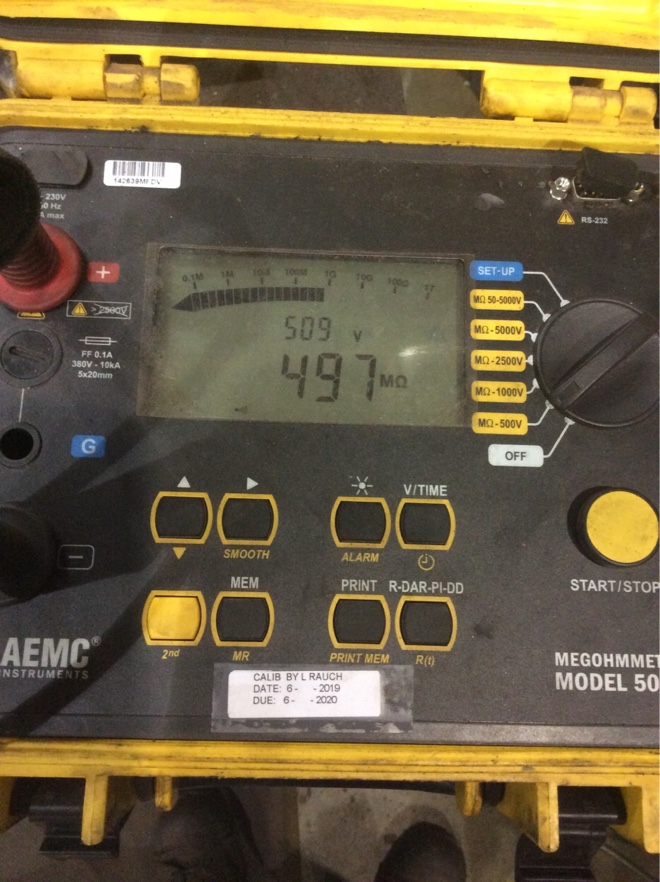 142639MFDV
- 230V
0 Hz
A max
RS-232
+
> 2500V
FF 0.1A
380V - 10kA
5x20mm
G
-
0.1M 1M 10M 100M 1G 10G 100G 1T
509 V
497 MΩ
SET-UP
MΩ 50-5000V
MΩ - 5000V
MΩ - 2500V
MΩ - 1000V
MΩ - 500V
OFF
V/TIME
SMOOTH
ALARM
START/STOP
MEM
PRINT
R-DAR-PI-DD
2nd
MR
PRINT MEM
R(t)
AEMC®
INSTRUMENTS
MEGOHMMET
MODEL 50
CALIB BY L RAUCH
DATE: 6- -2019
DUE: 6- -2020